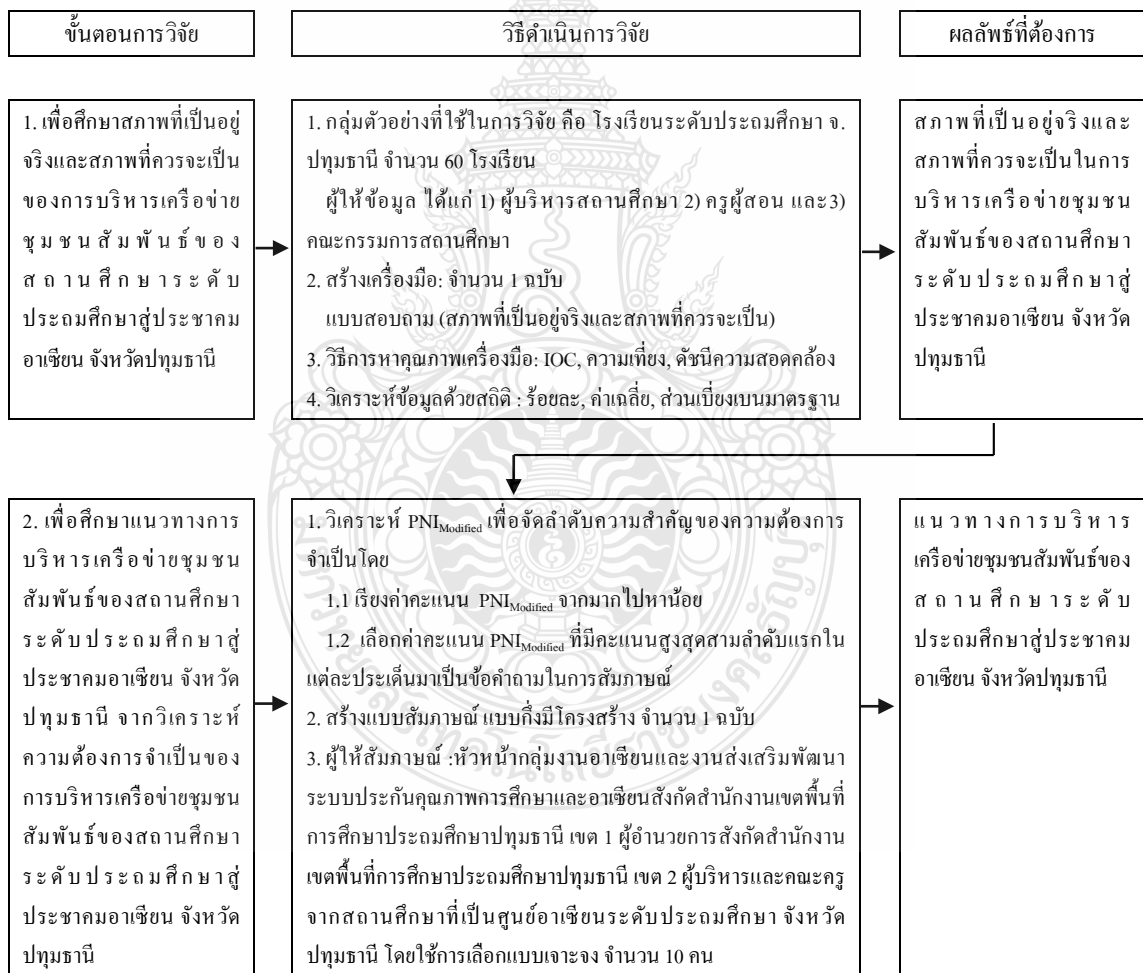 ขั้นตอนการวิจัย
วิธีดำเนินการวิจัย
ผลลัพธ์ที่ต้องการ
1. เพื่อศึกษาสภาพที่เป็นอยู่
จริงและสภาพที่ควรจะเป็น
ของการบริหารเครือข่าย
ชุมชนสัมพันธ์ของ
สถานศึกษาระดับ
ประถมศึกษาสู่ประชาคม
อาเซียน จังหวัดปทุมธานี
1. กลุ่มตัวอย่างที่ใช้ในการวิจัย คือ โรงเรียนระดับประถมศึกษา จ.
ปทุมธานี จำนวน 60 โรงเรียน
ผู้ให้ข้อมูล ได้แก่ 1) ผู้บริหารสถานศึกษา 2) ครูผู้สอน และ3)
คณะกรรมการสถานศึกษา
2. สร้างเครื่องมือ: จำนวน 1 ฉบับ
แบบสอบถาม (สภาพที่เป็นอยู่จริงและสภาพที่ควรจะเป็น)
3. วิธีการหาคุณภาพเครื่องมือ: IOC, ความเที่ยง, ดัชนีความสอดคล้อง
4. วิเคราะห์ข้อมูลด้วยสถิติ : ร้อยละ, ค่าเฉลี่ย, ส่วนเบี่ยงเบนมาตรฐาน
สภาพที่เป็นอยู่จริงและ
สภาพที่ควรจะเป็นในการ
บริหารเครือข่ายชุมชน
สัมพันธ์ของสถานศึกษา
ระดับประถมศึกษาสู่
ประชาคมอาเซียน จังหวัด
ปทุมธานี
2. เพื่อศึกษาแนวทางการ
บริหารเครือข่ายชุมชน
สัมพันธ์ของสถานศึกษา
ระดับประถมศึกษาสู่
ประชาคมอาเซียน จังหวัด
ปทุมธานี จากวิเคราะห์
ความต้องการจำเป็นของ
การบริหารเครือข่ายชุมชน
สัมพันธ์ของสถานศึกษา
ระดับประถมศึกษาสู่
ประชาคมอาเซียน จังหวัด
ปทุมธานี
1. วิเคราะห์ PNIModified เพื่อจัดลำดับความสำคัญของความต้องการ
จำเป็นโดย
1.1 เรียงค่าคะแนน PNIModified จากมากไปหาน้อย
1.2 เลือกค่าคะแนน PNIModified ที่มีคะแนนสูงสุดสามลำดับแรกใน
แต่ละประเด็นมาเป็นข้อคำถามในการสัมภาษณ์
2. สร้างแบบสัมภาษณ์ แบบกึ่งมีโครงสร้าง จำนวน 1 ฉบับ
3. ผู้ให้สัมภาษณ์ :หัวหน้ากลุ่มงานอาเซียนและงานส่งเสริมพัฒนา
ระบบประกันคุณภาพการศึกษาและอาเซียนสังกัดสำนักงานเขตพื้นที่
การศึกษาประถมศึกษาปทุมธานี เขต 1 ผู้อำนวยการสังกัดสำนักงาน
เขตพื้นที่การศึกษาประถมศึกษาปทุมธานี เขต 2 ผู้บริหารและคณะครู
จากสถานศึกษาที่เป็นศูนย์อาเซียนระดับประถมศึกษา จังหวัด
ปทุมธานี โดยใช้การเลือกแบบเจาะจง จำนวน 10 คน
แนวทางการบริหาร
เครือข่ายชุมชนสัมพันธ์ของ
สถานศึกษาระดับ
ประถมศึกษาสู่ประชาคม
อาเซียน จังหวัดปทุมธานี
มหาวิทยาลัยเทคโนโลยีราชมงคลธัญบุรี